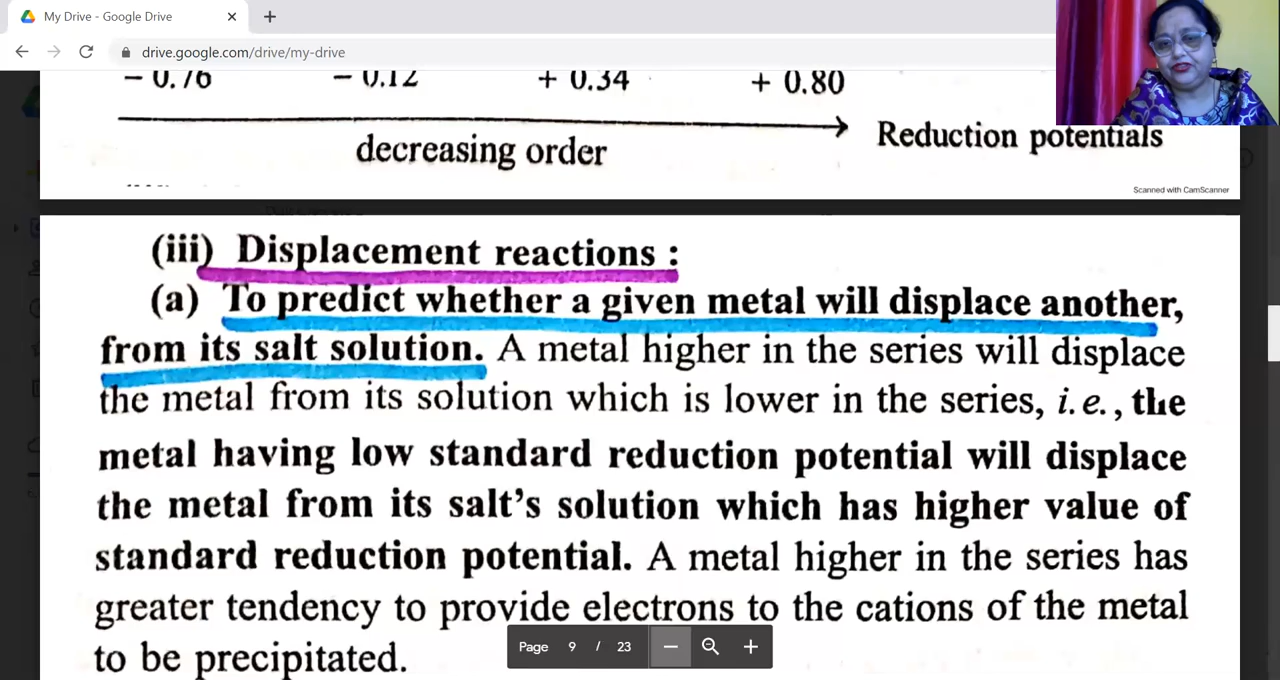 My Drive - Google Drive
drive.google.com/drive/my-drive
− 0.76 − 0.12 + 0.34 + 0.80
decreasing order Reduction potentials
Scanned with CamScanner
(iii) Displacement reactions :
(a) To predict whether a given metal will displace another,
from its salt solution. A metal higher in the series will displace
the metal from its solution which is lower in the series, i.e., the
metal having low standard reduction potential will displace
the metal from its salt's solution which has higher value of
standard reduction potential. A metal higher in the series has
greater tendency to provide electrons to the cations of the metal
to be precipitated.
Page 9 / 23